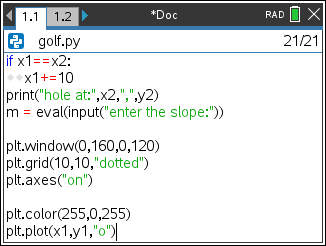 1.1 1.2 *Doc RAD
golf.py 21/21
if x1==x2:
◆◆x1+=10
print("hole at:",x2,",",y2)
m = eval(input("enter the slope:"))
plt.window(0,160,0,120)
plt.grid(10,10,"dotted")
plt.axes("on")
plt.color(255,0,255)
plt.plot(x1,y1,"o")